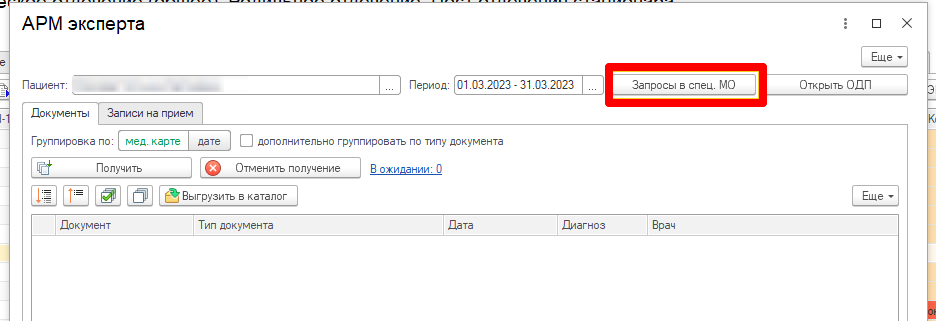 АРМ эксперта
Еще
Пациент: ... Период: 01.03.2023 - 31.03.2023 ... Запросы в спец. МО Открыть ОДП
Документы Записи на прием
Группировка по: мед. карте дате дополнительно группировать по типу документа
Получить Отменить получение В ожидании: 0
Выгрузить в каталог Еще
Документ Тип документа Дата Диагноз Врач